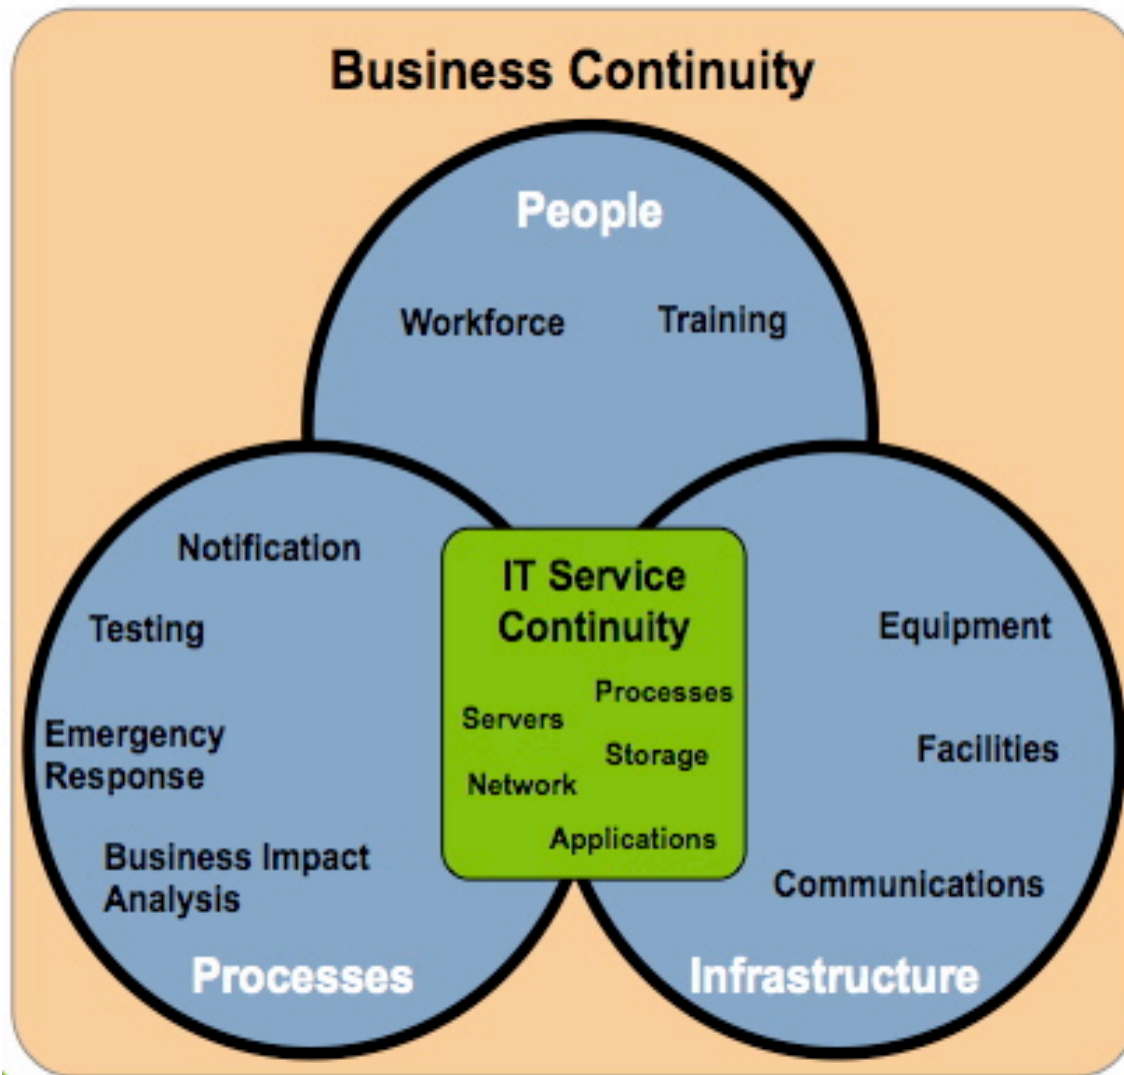 Business Continuity
People
Workforce Training
Notification
Testing
Emergency
Response
Business Impact
Analysis
Processes
IT Service
Continuity
Processes
Servers
Storage
Network
Applications
Equipment
Facilities
Communications
Infrastructure